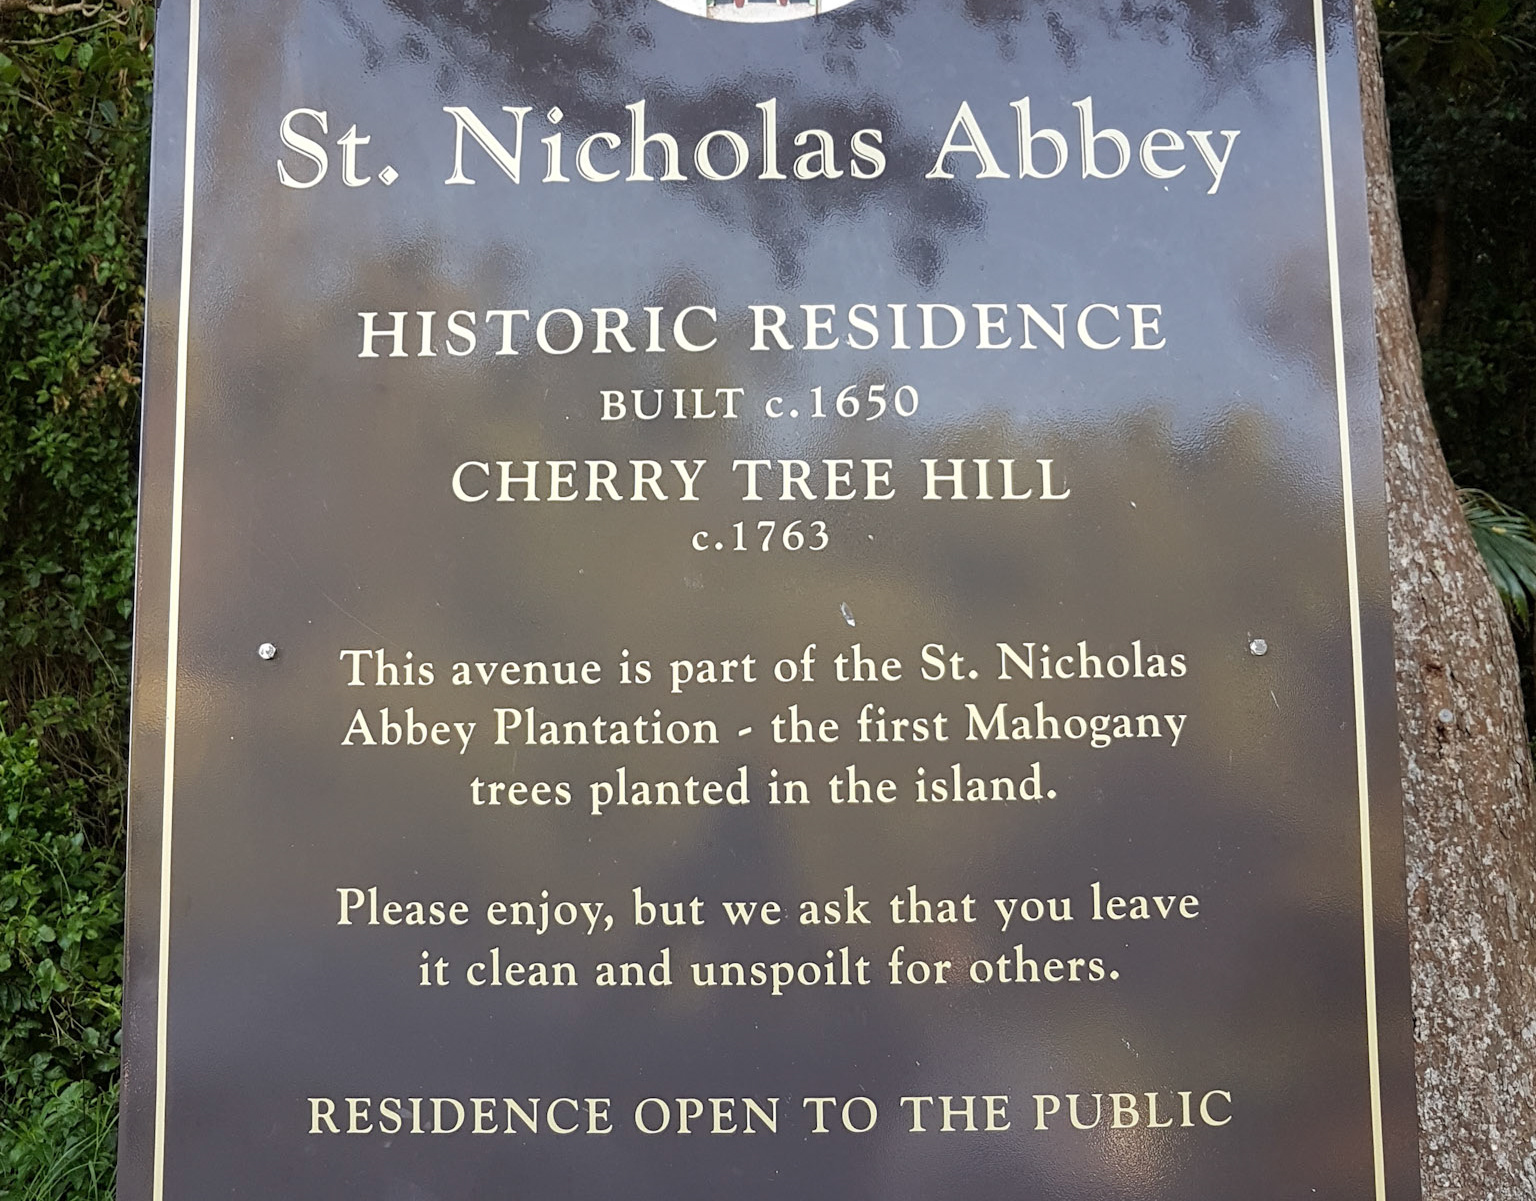 St. Nicholas Abbey
HISTORIC RESIDENCE
BUILT c.1650
CHERRY TREE HILL
c.1763
This avenue is part of the St. Nicholas
Abbey Plantation - the first Mahogany
trees planted in the island.
Please enjoy, but we ask that you leave
it clean and unspoilt for others.
RESIDENCE OPEN TO THE PUBLIC